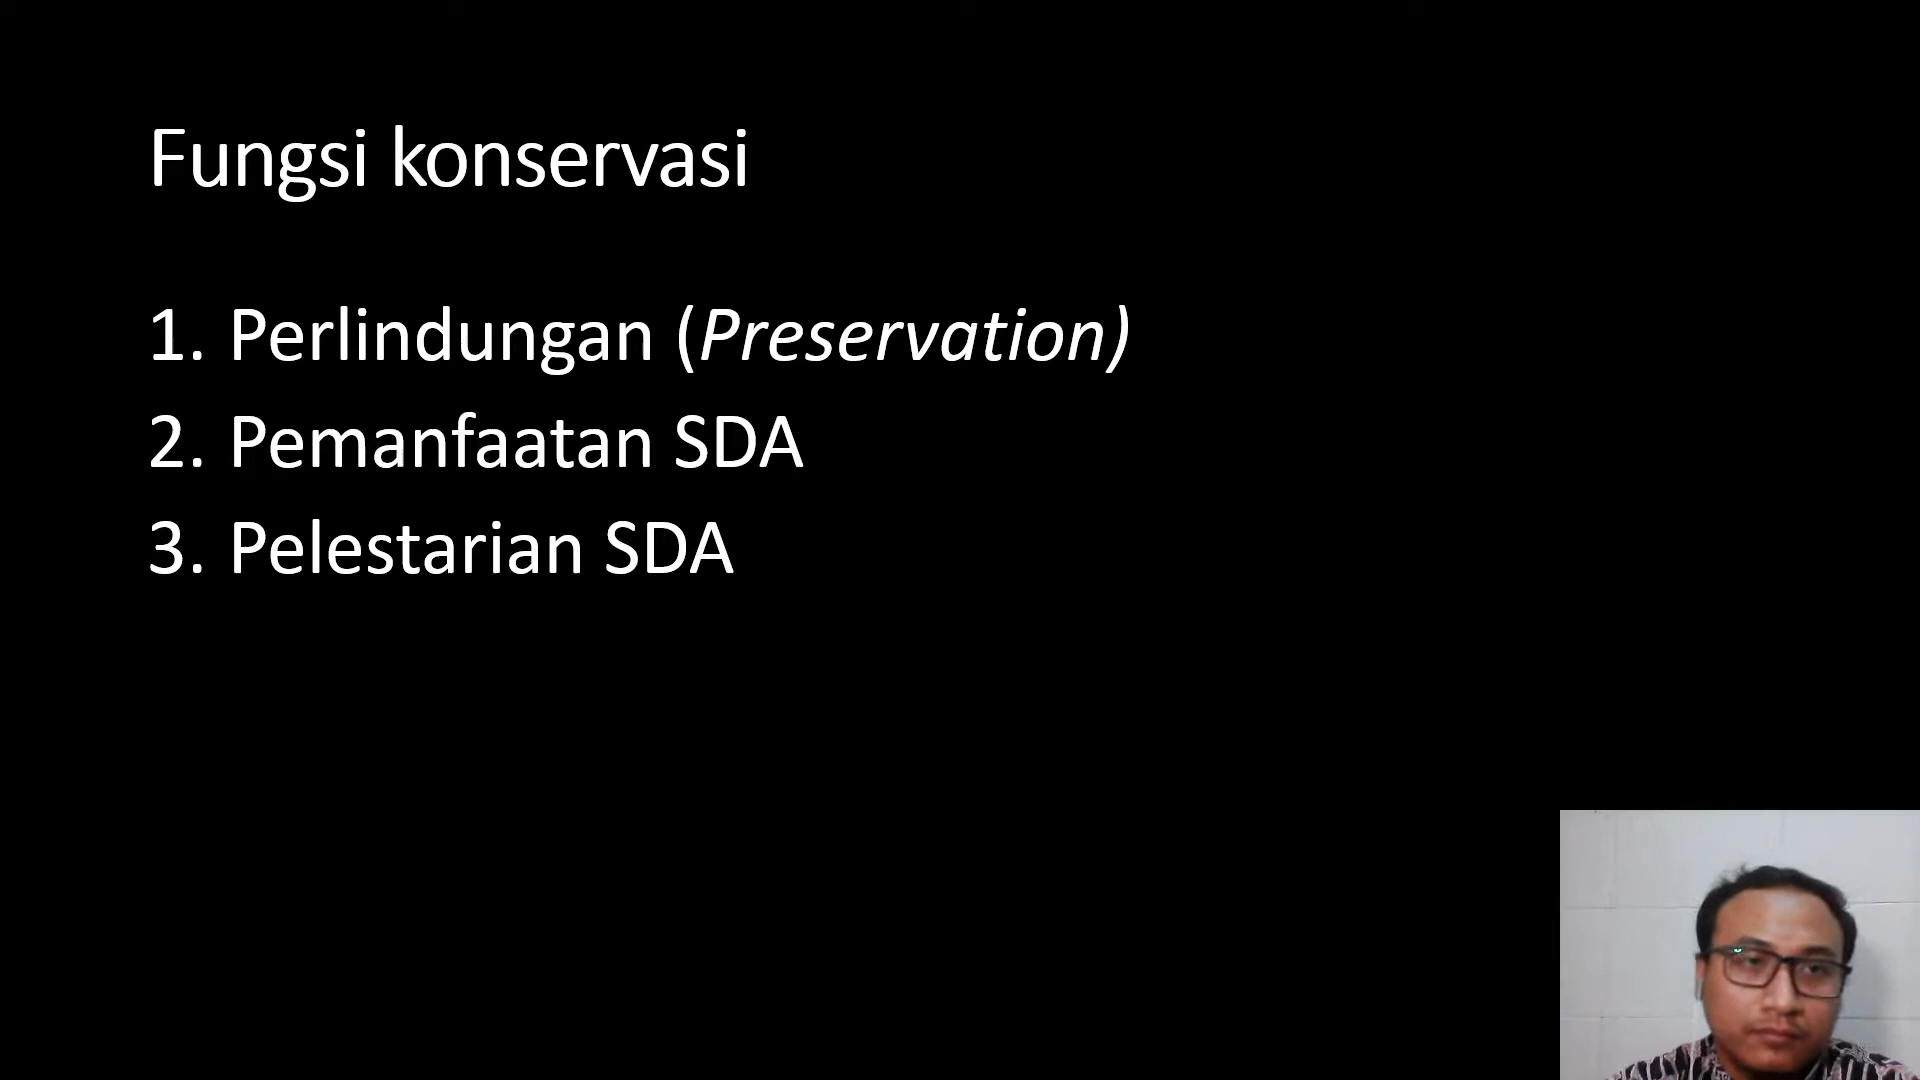 Fungsi konservasi
1. Perlindungan (Preservation)
2. Pemanfaatan SDA
3. Pelestarian SDA